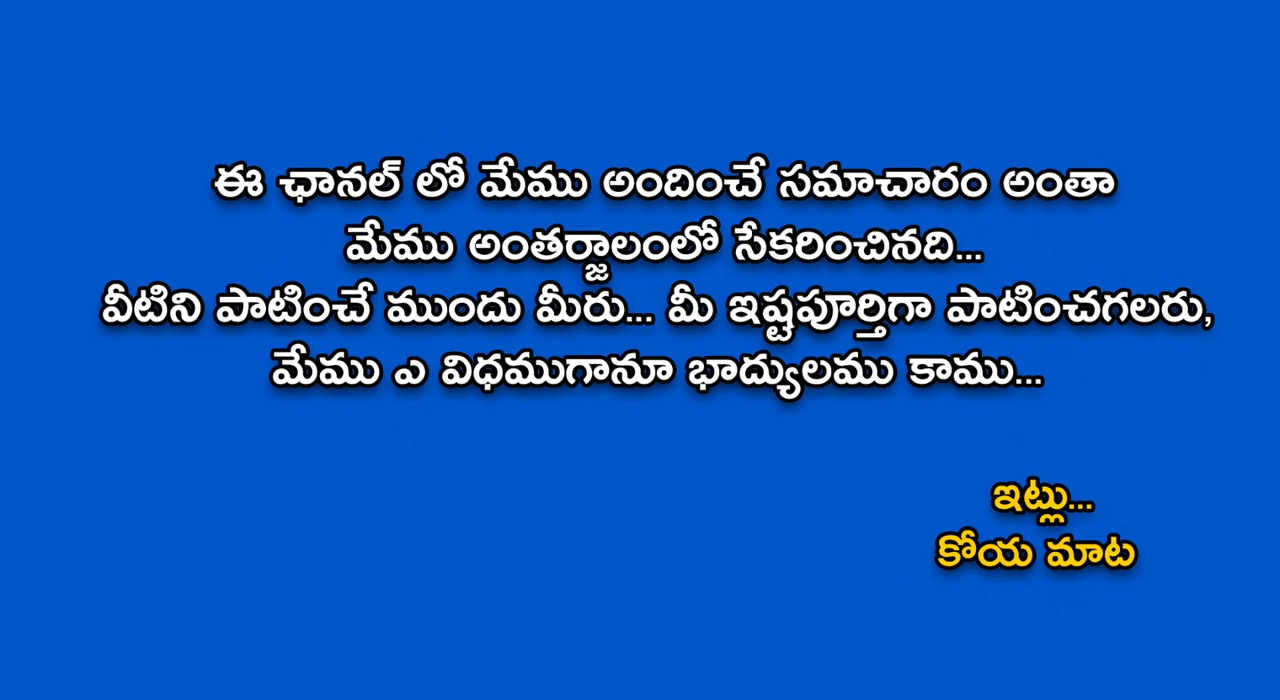 ఈ ఛానల్ లో మేము అందించే సమాచారం అంతా
మేము అంతర్జాలంలో సేకరించినది...
వీటిని పాటించే ముందు మీరు... మీ ఇష్టపూర్తిగా పాటించగలరు,
మేము ఎ విధముగానూ భాద్యులము కాము...
ఇట్లు...
కోయ మాట